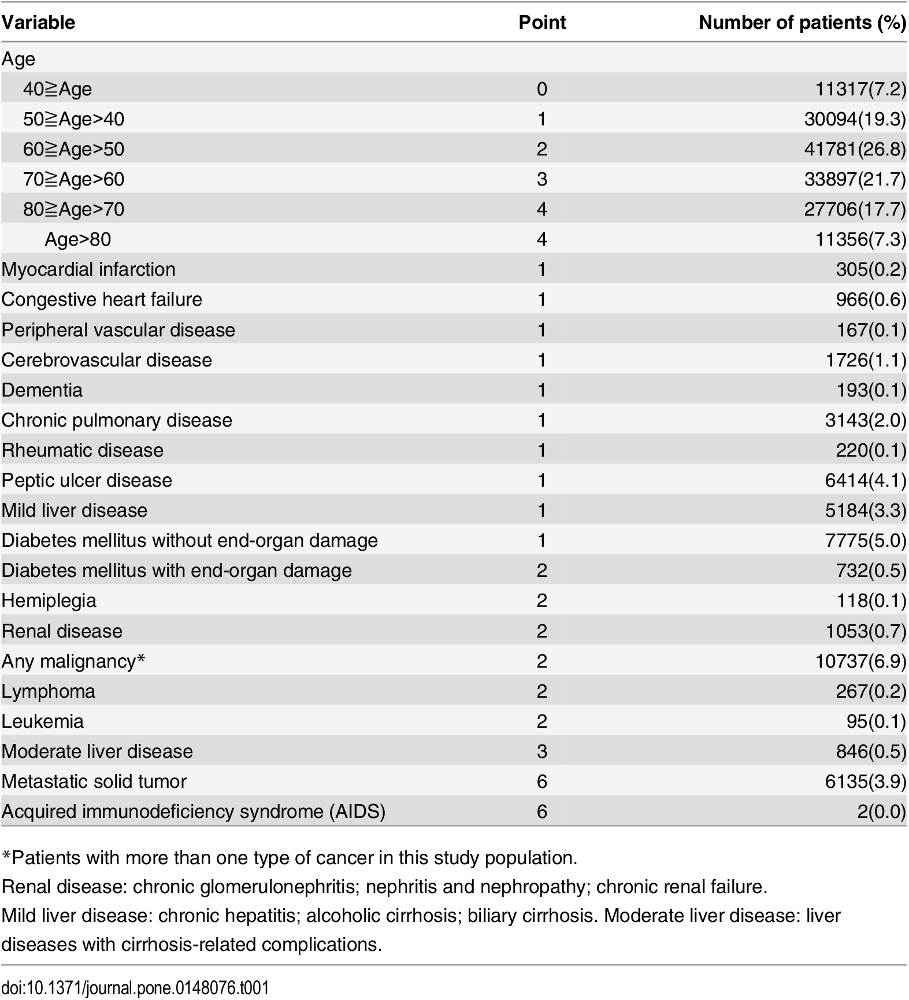 Variable Point Number of patients (%)
Age
40≧Age 0 11317(7.2)
50≧Age>40 1 30094(19.3)
60≧Age>50 2 41781(26.8)
70≧Age>60 3 33897(21.7)
80≧Age>70 4 27706(17.7)
Age>80 4 11356(7.3)
Myocardial infarction 1 305(0.2)
Congestive heart failure 1 966(0.6)
Peripheral vascular disease 1 167(0.1)
Cerebrovascular disease 1 1726(1.1)
Dementia 1 193(0.1)
Chronic pulmonary disease 1 3143(2.0)
Rheumatic disease 1 220(0.1)
Peptic ulcer disease 1 6414(4.1)
Mild liver disease 1 5184(3.3)
Diabetes mellitus without end-organ damage 1 7775(5.0)
Diabetes mellitus with end-organ damage 2 732(0.5)
Hemiplegia 2 118(0.1)
Renal disease 2 1053(0.7)
Any malignancy* 2 10737(6.9)
Lymphoma 2 267(0.2)
Leukemia 2 95(0.1)
Moderate liver disease 3 846(0.5)
Metastatic solid tumor 6 6135(3.9)
Acquired immunodeficiency syndrome (AIDS) 6 2(0.0)
*Patients with more than one type of cancer in this study population.
Renal disease: chronic glomerulonephritis; nephritis and nephropathy; chronic renal failure.
Mild liver disease: chronic hepatitis; alcoholic cirrhosis; biliary cirrhosis. Moderate liver disease: liver
diseases with cirrhosis-related complications.
doi:10.1371/journal.pone.0148076.t001